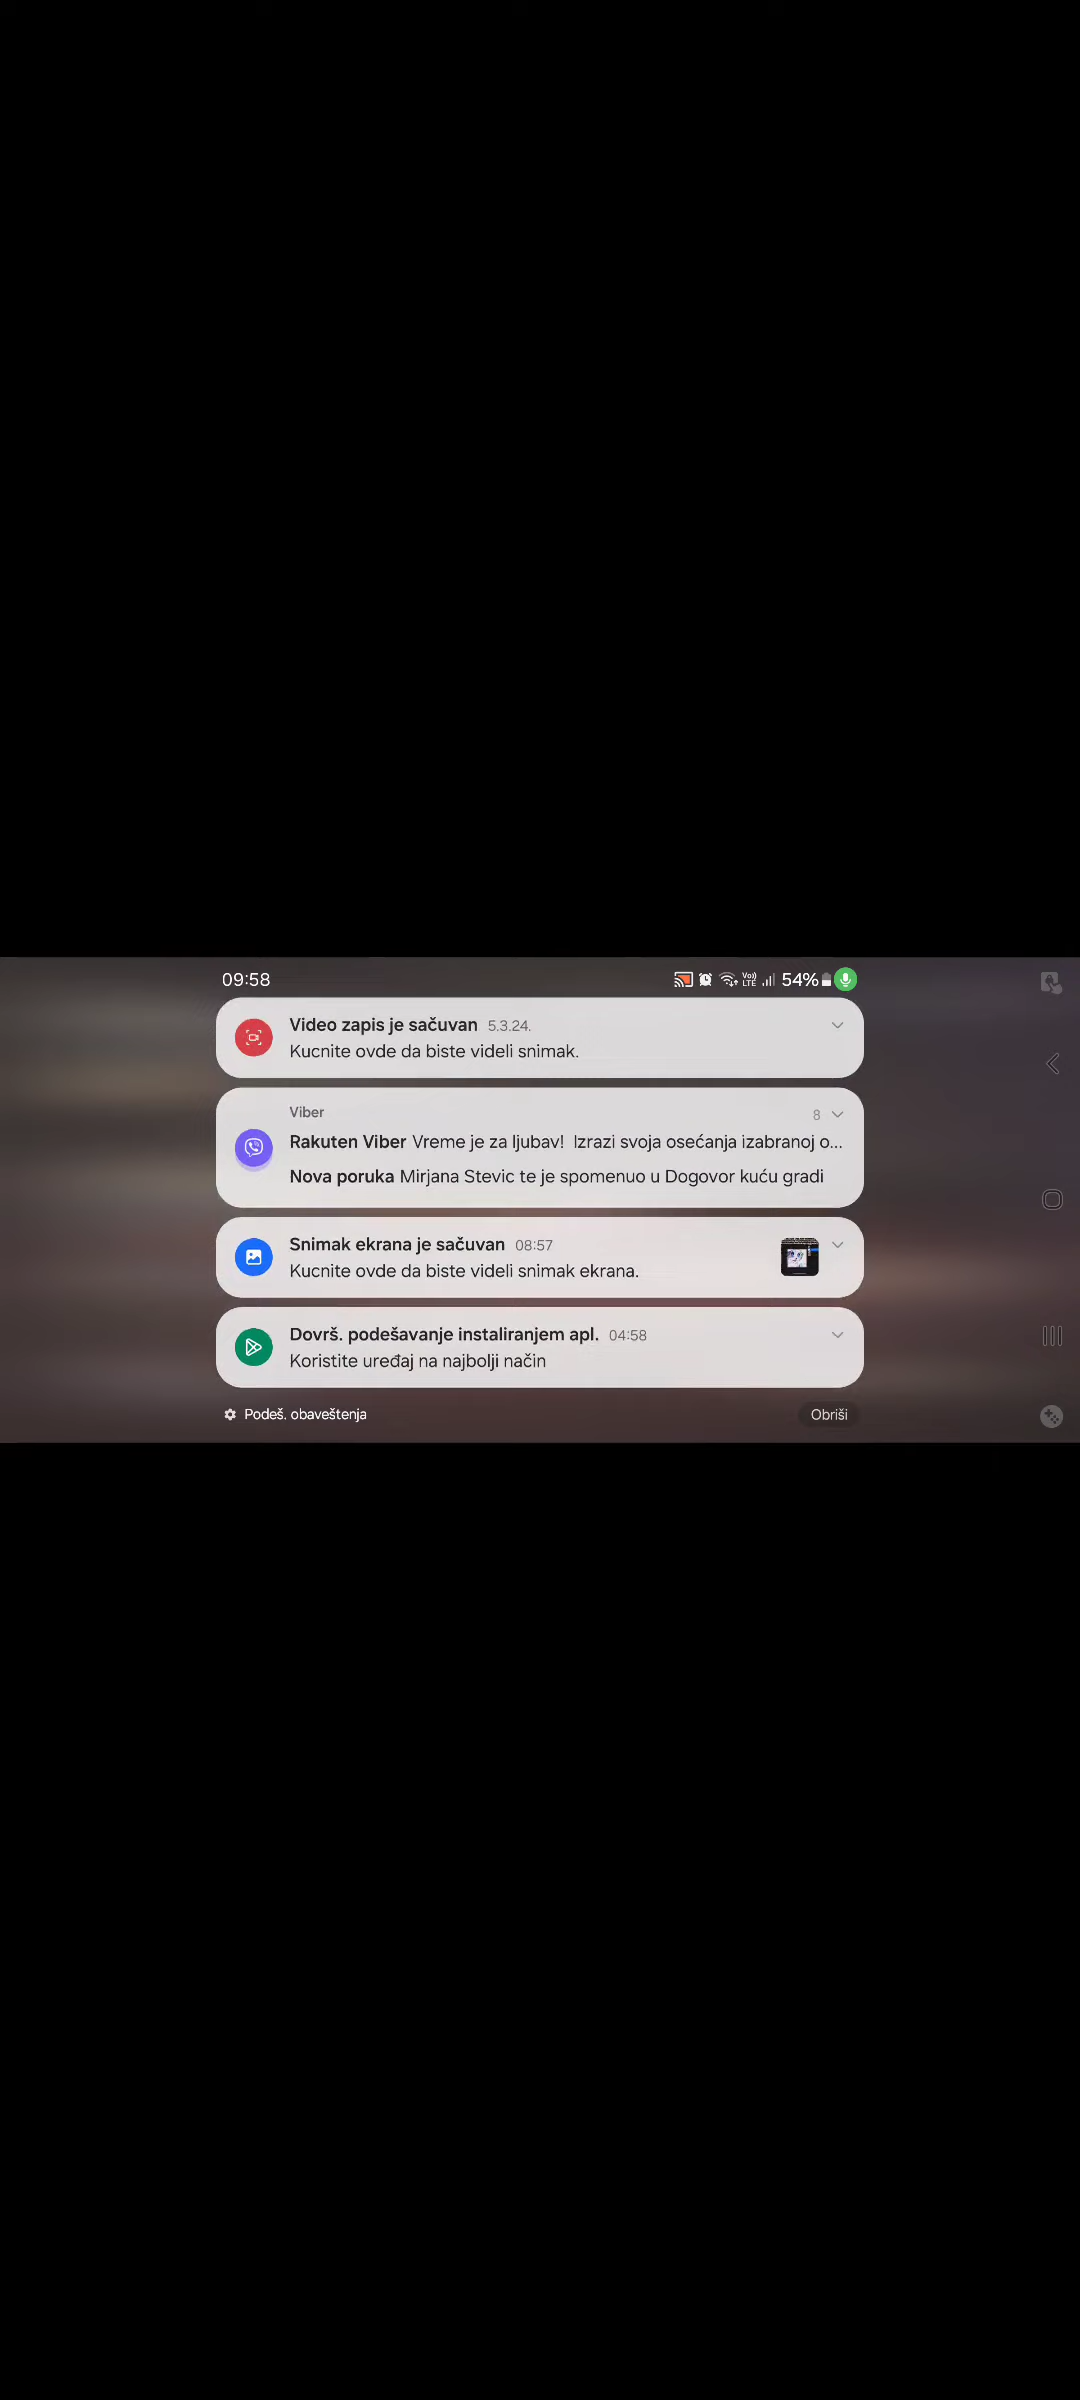 09:58
Vo)) LTE 54%
Video zapis je sačuvan 5.3.24.
Kucnite ovde da biste videli snimak.
Viber 8
Rakuten Viber Vreme je za ljubav! Izrazi svoja osećanja izabranoj o...
Nova poruka Mirjana Stevic te je spomenuo u Dogovor kuću gradi
Snimak ekrana je sačuvan 08:57
Kucnite ovde da biste videli snimak ekrana.
Dovrš. podešavanje instaliranjem apl. 04:58
Koristite uređaj na najbolji način
Podeš. obaveštenja Obriši